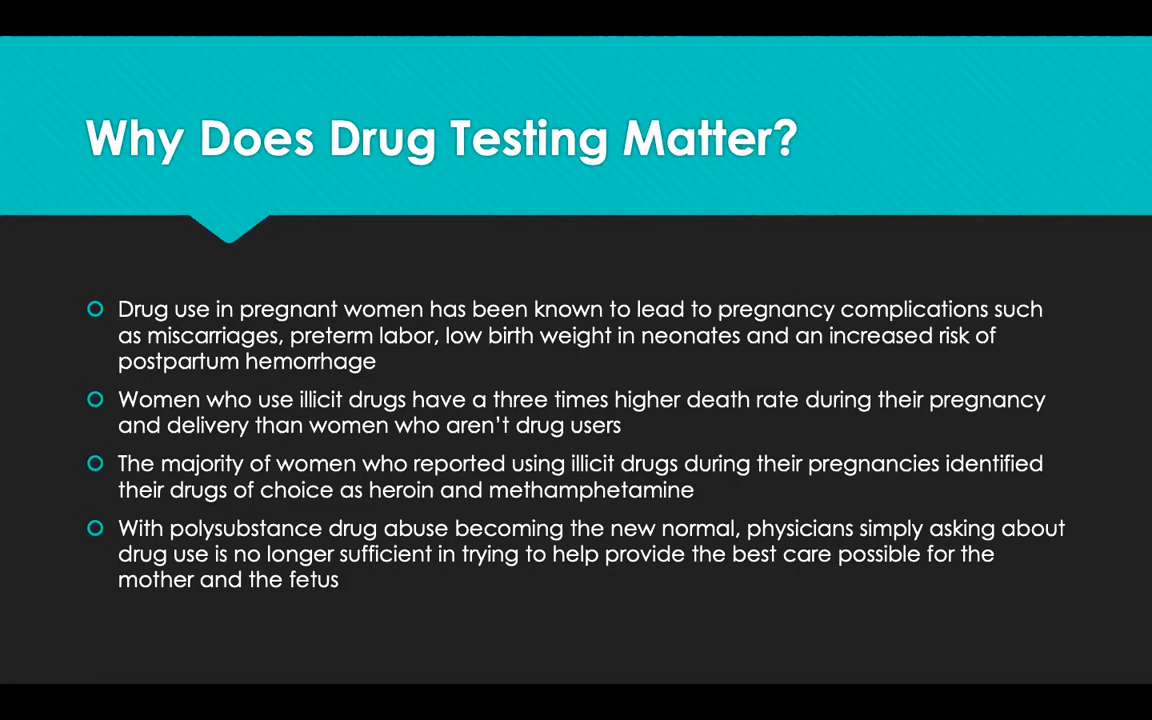 Why Does Drug Testing Matter?
Drug use in pregnant women has been known to lead to pregnancy complications such
as miscarriages, preterm labor, low birth weight in neonates and an increased risk of
postpartum hemorrhage
Women who use illicit drugs have a three times higher death rate during their pregnancy
and delivery than women who aren't drug users
The majority of women who reported using illicit drugs during their pregnancies identified
their drugs of choice as heroin and methamphetamine
With polysubstance drug abuse becoming the new normal, physicians simply asking about
drug use is no longer sufficient in trying to help provide the best care possible for the
mother and the fetus